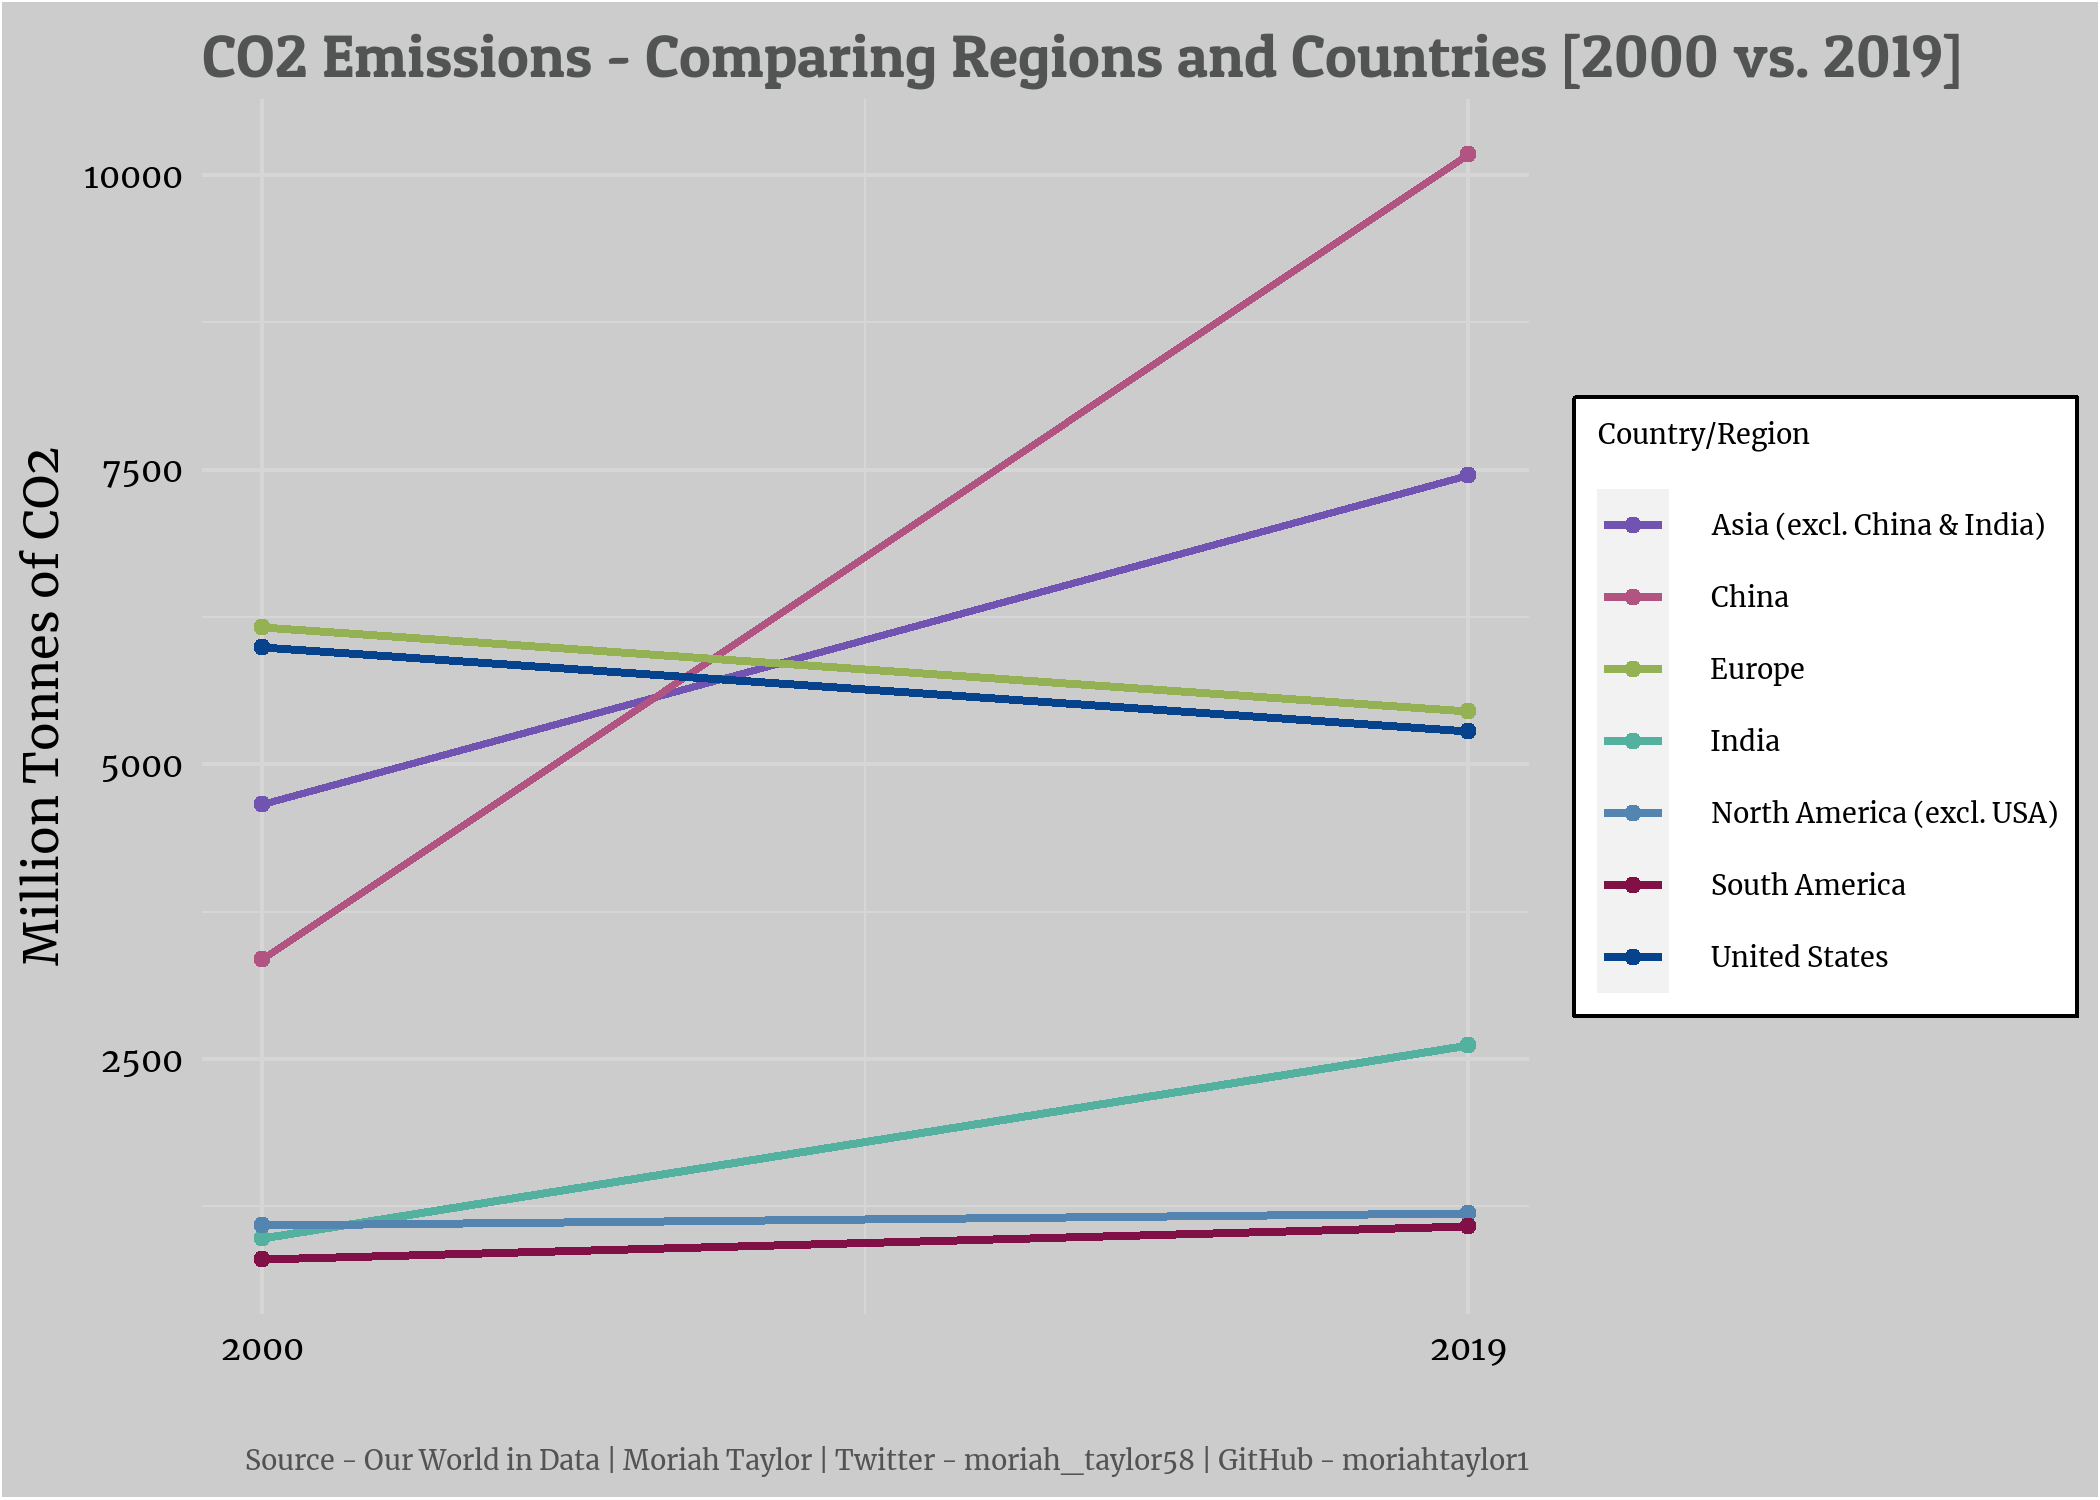 CO2 Emissions - Comparing Regions and Countries [2000 vs. 2019]
Million Tonnes of CO2
10000
7500
5000
2500
2000
2019
Country/Region
Asia (excl. China & India)
China
Europe
India
North America (excl. USA)
South America
United States
Source - Our World in Data | Moriah Taylor | Twitter - moriah_taylor58 | GitHub - moriahtaylor1